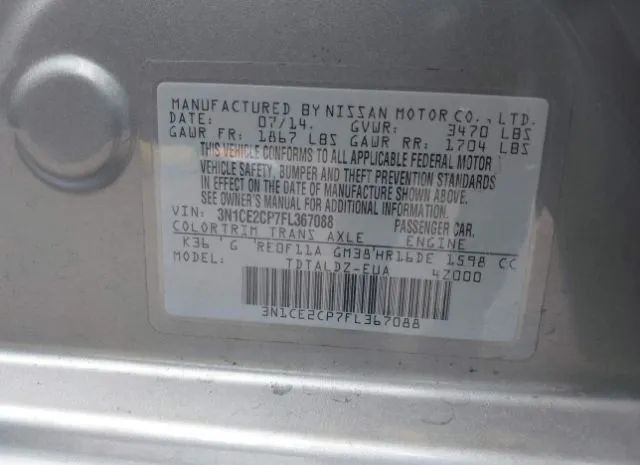 MANUFACTURED BY NISSAN MOTOR CO., LTD.
DATE: 07/14. GVWR: 3470 LBS
GAWR FR: 1867 LBS GAWR RR: 1704 LBS
THIS VEHICLE CONFORMS TO ALL APPLICABLE FEDERAL MOTOR
VEHICLE SAFETY, BUMPER AND THEFT PREVENTION STANDARDS
IN EFFECT ON THE DATE OF MANUFACTURE SHOWN ABOVE.
SEE OWNER'S MANUAL FOR ADDITIONAL INFORMATION.
VIN: 3N1CE2CP7FL367088 PASSENGER CAR.
COLOR TRIM TRANS AXLE ENGINE
K36 G RE0F11A GM38 HR16DE 1598 CC
MODEL: TDTALDZ-EUA 4Z000
3N1CE2CP7FL367088